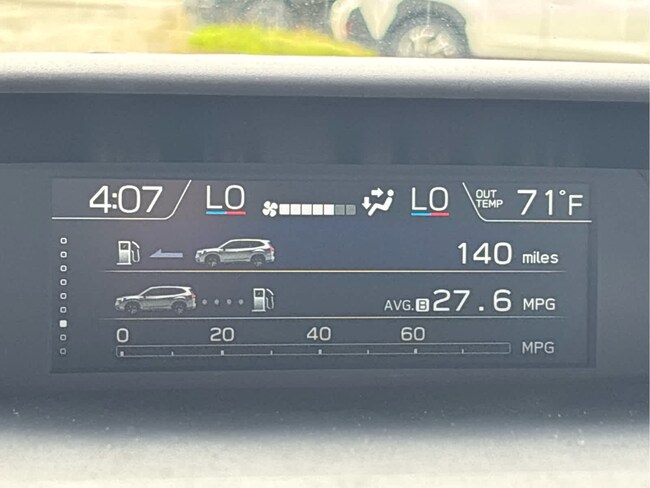 4:07 LO LO OUT TEMP 71°F
140 miles
AVG. B 27.6 MPG
0 20 40 60
MPG